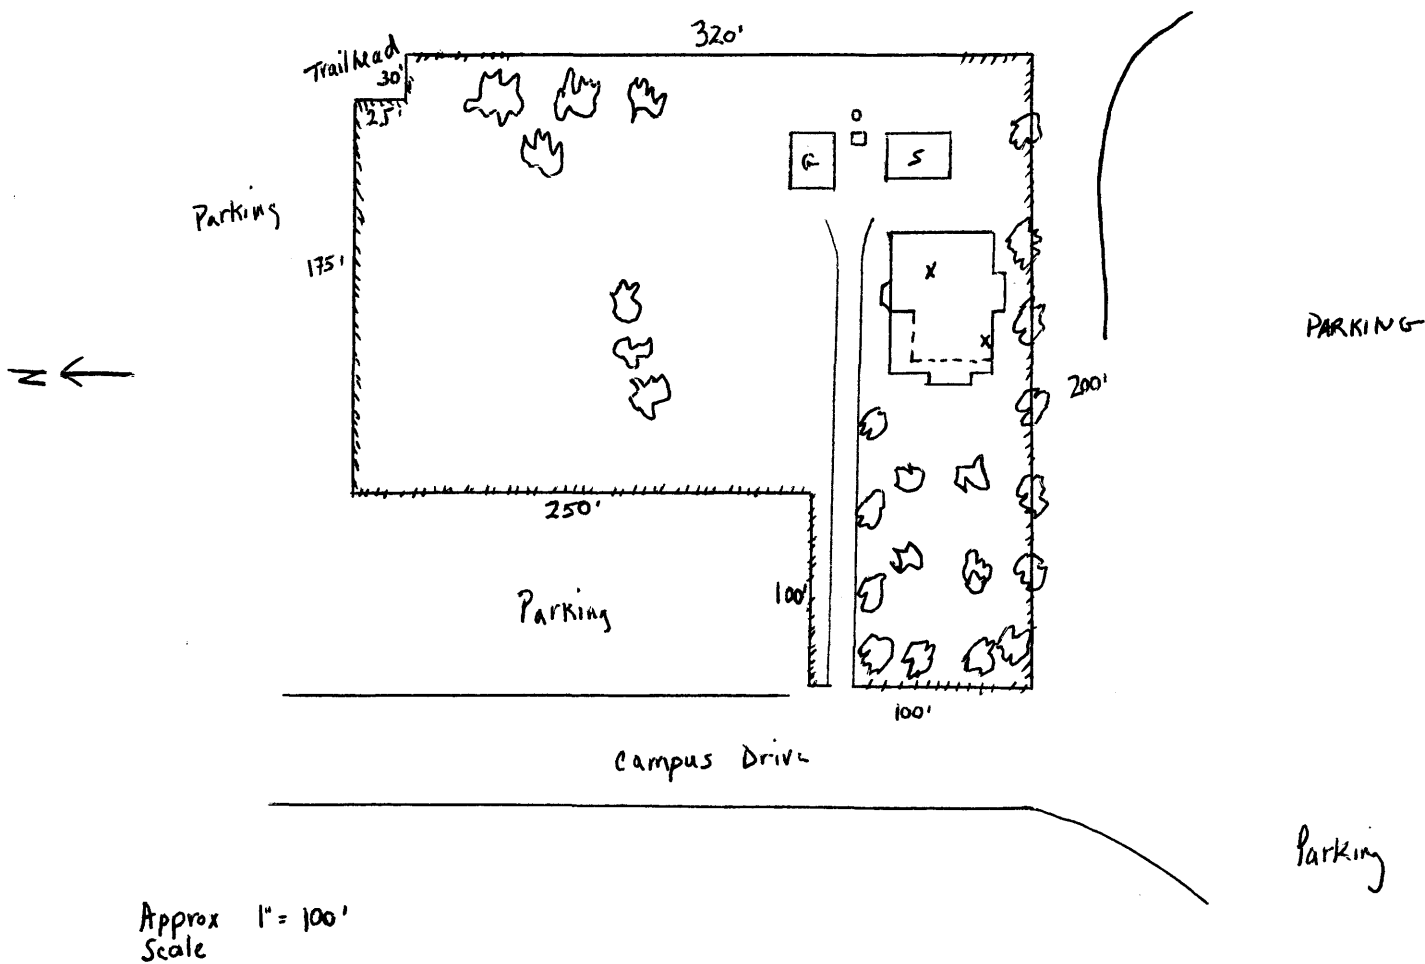 320'
Trailhead
30'
25'
G
S
Parking
175'
x
x
PARKING
N
200'
250'
100'
Parking
100'
Campus Drive
Parking
Approx 1" = 100'
Scale